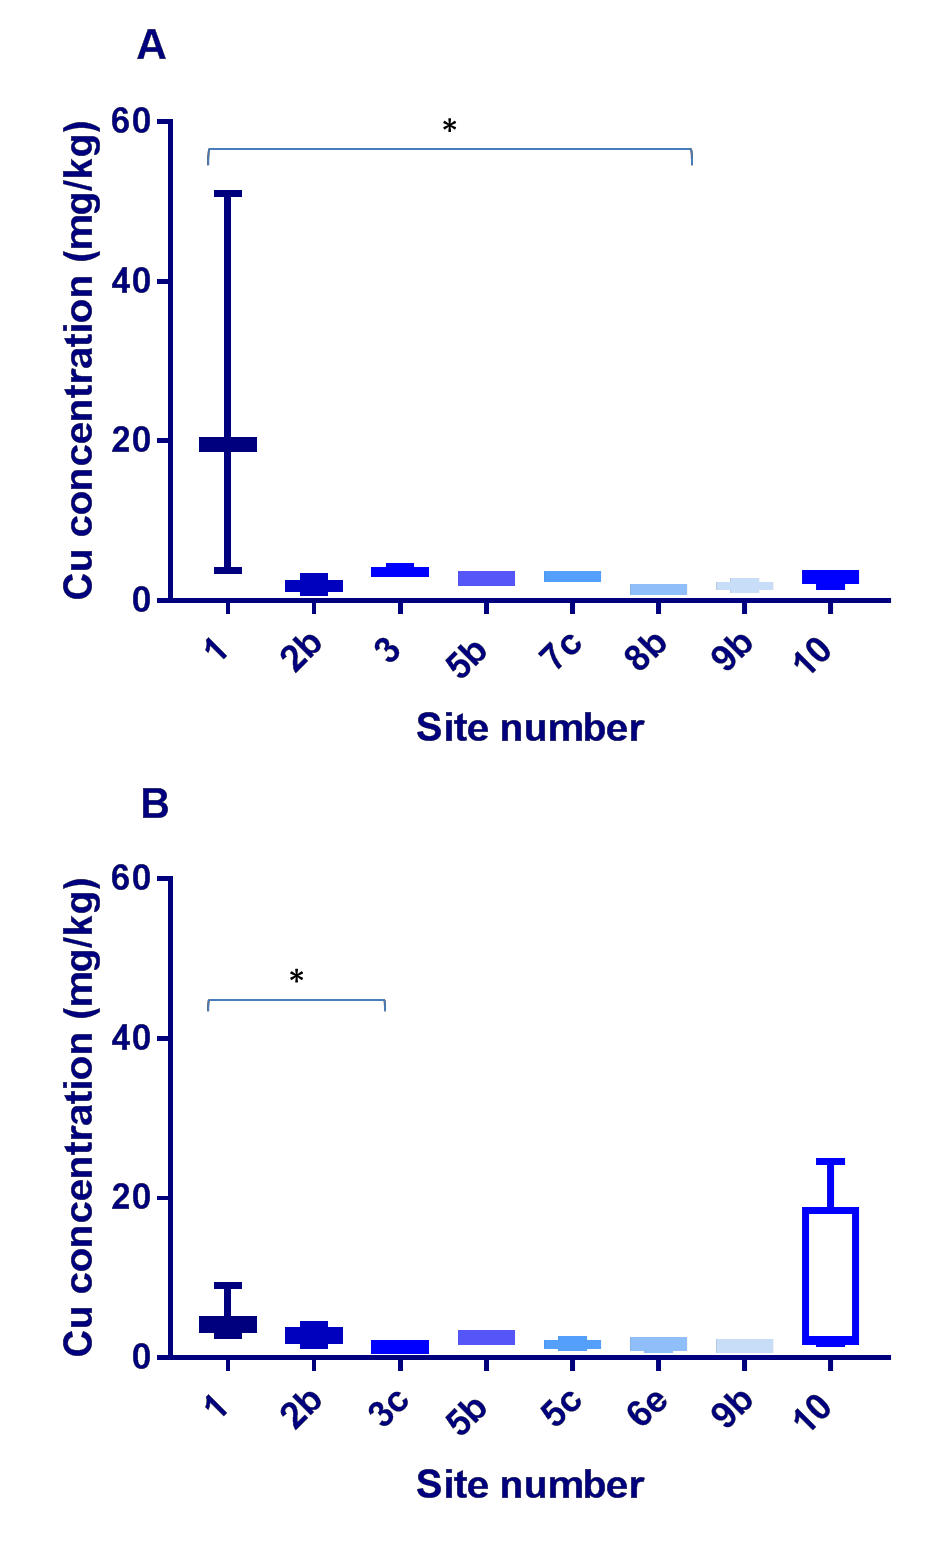 A
Cu concentration (mg/kg)
60
40
20
0
*
1 2b 3 5b 7c 8b 9b 10
Site number
B
Cu concentration (mg/kg)
60
40
20
0
*
1 2b 3c 5b 5c 6e 9b 10
Site number